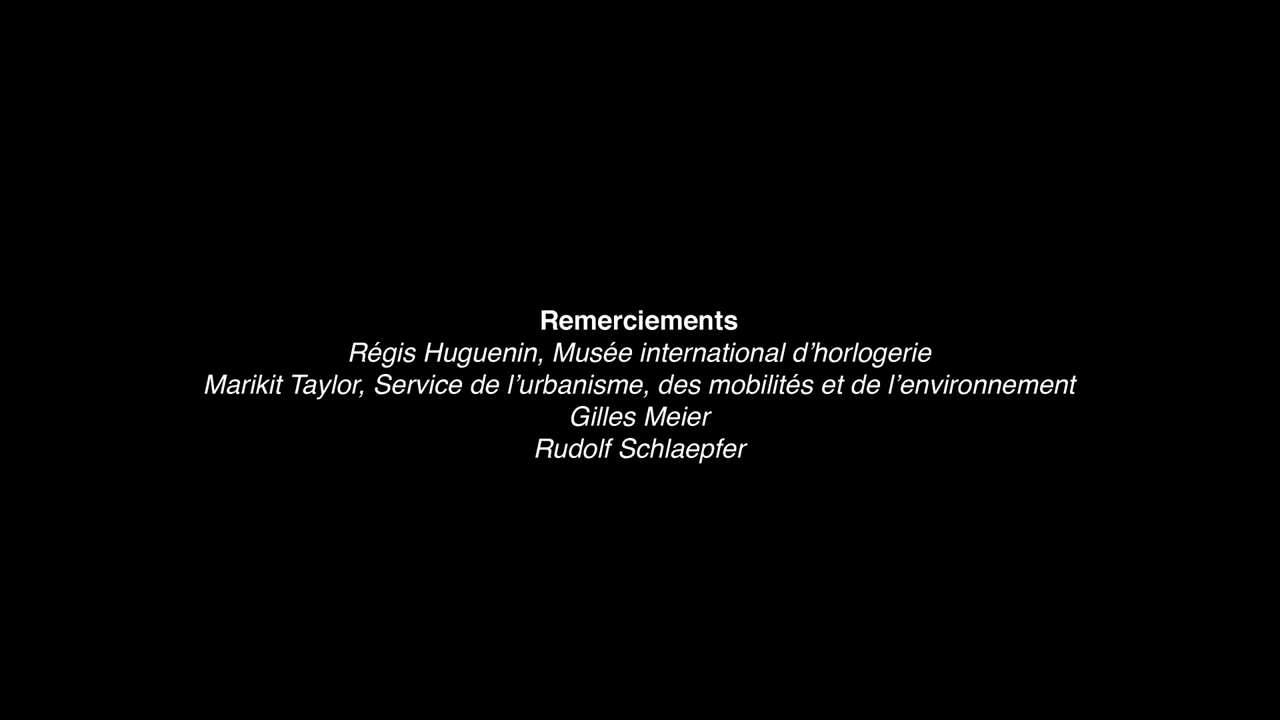 Remerciements
Régis Huguenin, Musée international d’horlogerie
Marikit Taylor, Service de l’urbanisme, des mobilités et de l’environnement
Gilles Meier
Rudolf Schlaepfer